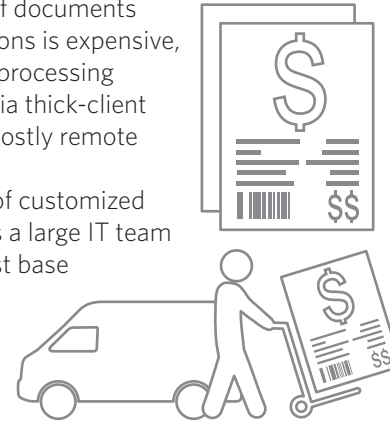 f documents
ons is expensive,
processing
ia thick-client
ostly remote
of customized
s a large IT team
st base
$
$$
$
$$